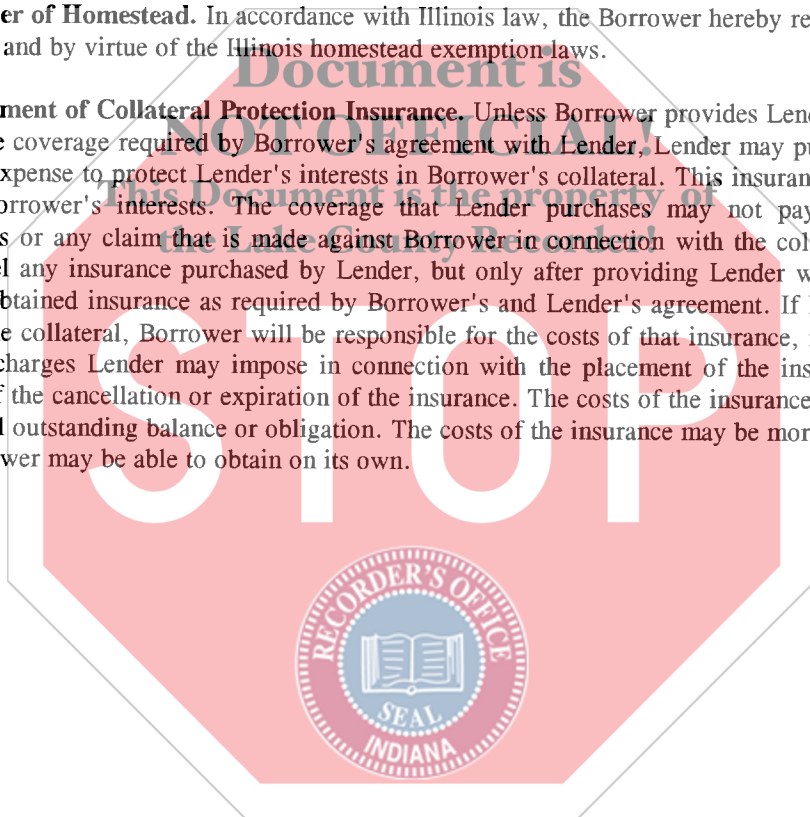 er of Homestead. In accordance with Illinois law, the Borrower hereby re
and by virtue of the Illinois homestead exemption laws.
Document is
ment of Collateral Protection Insurance. Unless Borrower provides Lend
NOT OFFICIAL!
e coverage required by Borrower's agreement with Lender, Lender may pu
xpense to protect Lender's interests in Borrower's collateral. This insuran
This Document is the property of
orrower's interests. The coverage that Lender purchases may not pay
the Lake County Recorder!
s or any claim that is made against Borrower in connection with the col
l any insurance purchased by Lender, but only after providing Lender w
btained insurance as required by Borrower's and Lender's agreement. If
e collateral, Borrower will be responsible for the costs of that insurance,
charges Lender may impose in connection with the placement of the ins
f the cancellation or expiration of the insurance. The costs of the insurance
l outstanding balance or obligation. The costs of the insurance may be mor
wer may be able to obtain on its own.
STOP
RECORDER'S OFFICE
SEAL
INDIANA